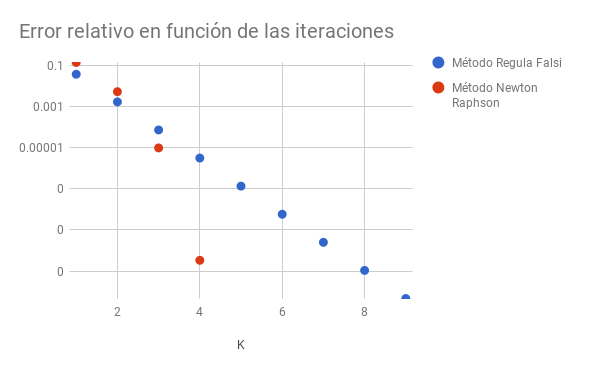 Error relativo en función de las iteraciones
Método Regula Falsi
Método Newton
Raphson
0.1
0.001
0.00001
0
0
0
2
4
6
8
K